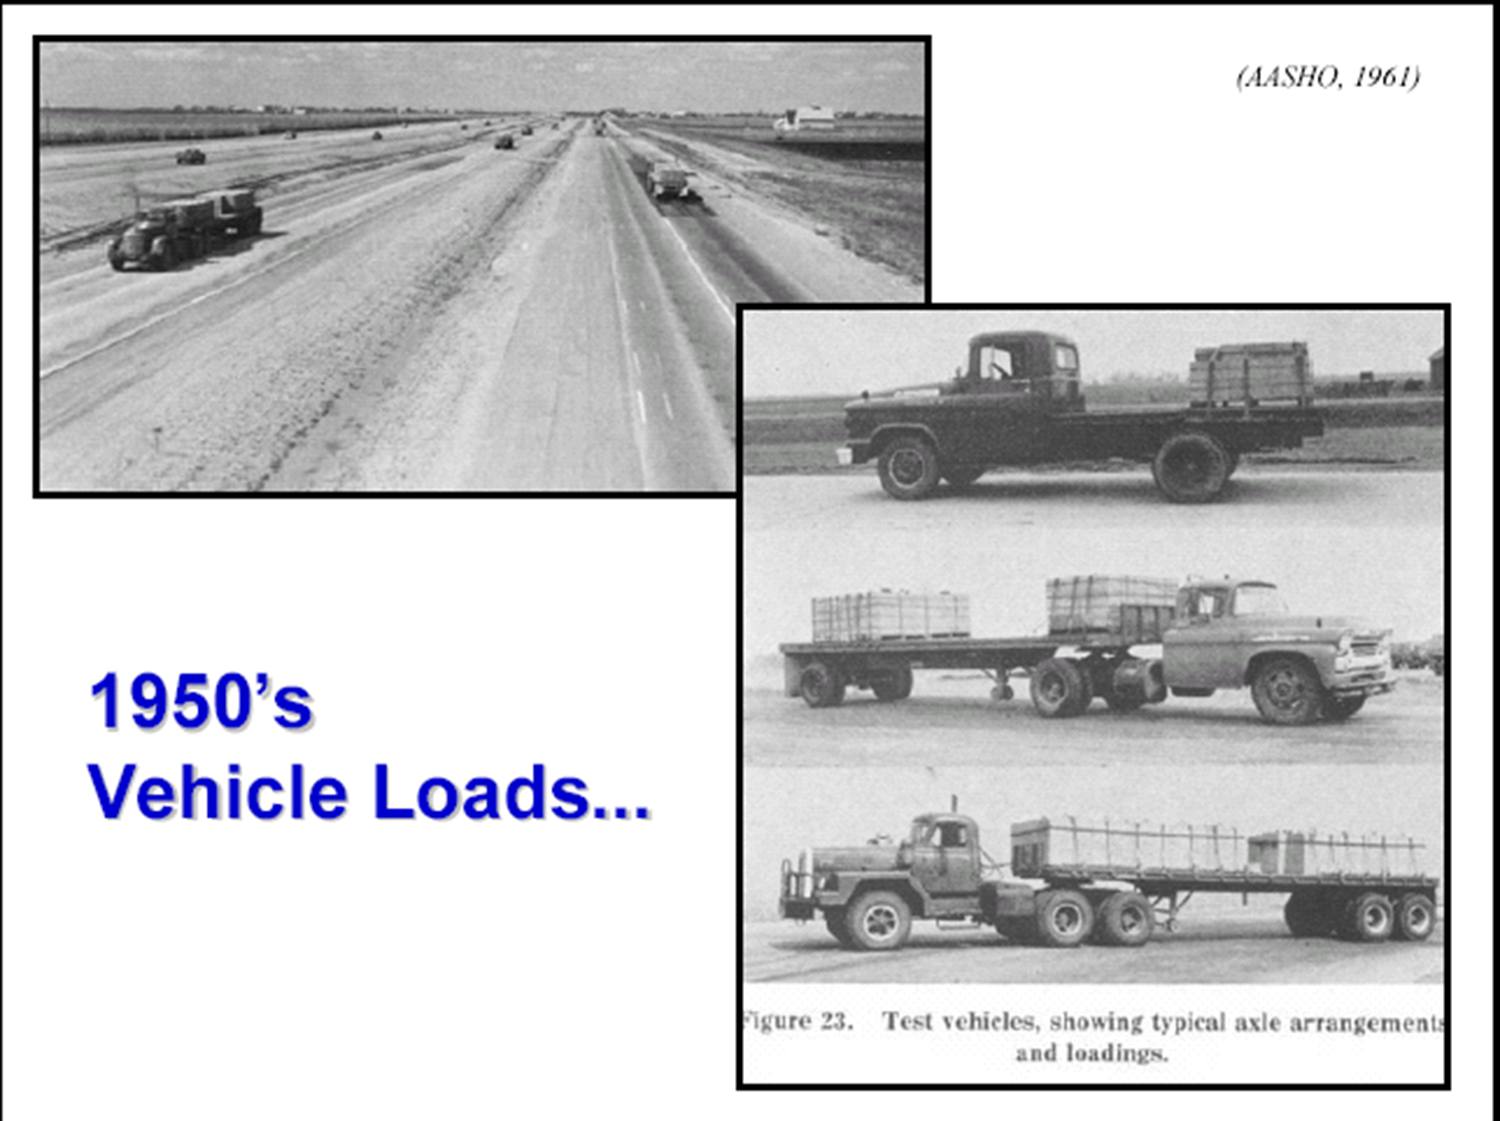 (AASHO, 1961)
1950’s
Vehicle Loads...
Figure 23. Test vehicles, showing typical axle arrangements
and loadings.